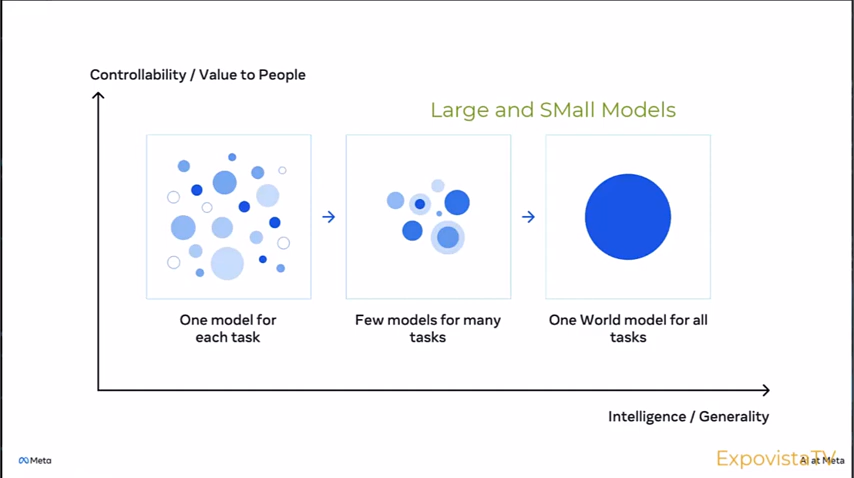 Controllability / Value to People
Large and SMall Models
One model for
each task
Few models for many
tasks
One World model for all
tasks
Intelligence / Generality
Meta
ExpovistaTV
AI at Meta